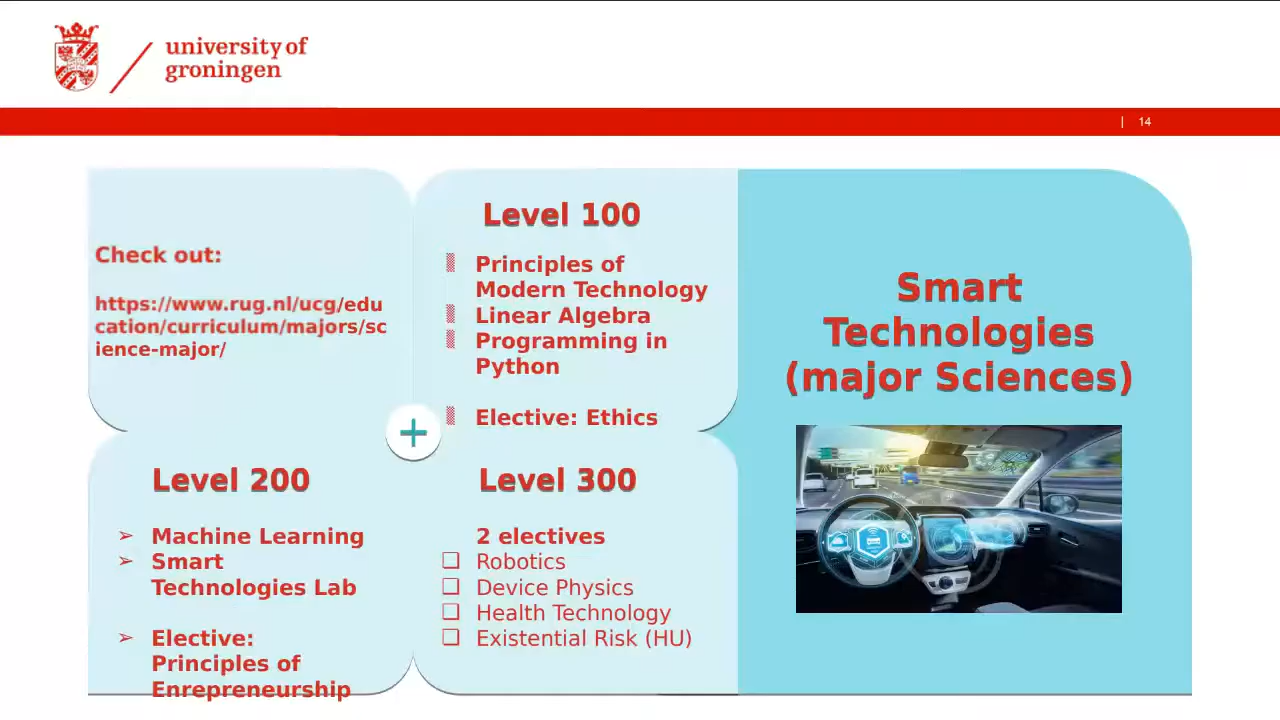 university of
groningen
| 14
Check out:
https://www.rug.nl/ucg/edu
cation/curriculum/majors/sc
ience-major/
Level 100
Principles of
Modern Technology
Linear Algebra
Programming in
Python
Elective: Ethics
Smart
Technologies
(major Sciences)
Level 200
➢ Machine Learning
➢ Smart
Technologies Lab
➢ Elective:
Principles of
Enrepreneurship
Level 300
2 electives
❑ Robotics
❑ Device Physics
❑ Health Technology
❑ Existential Risk (HU)